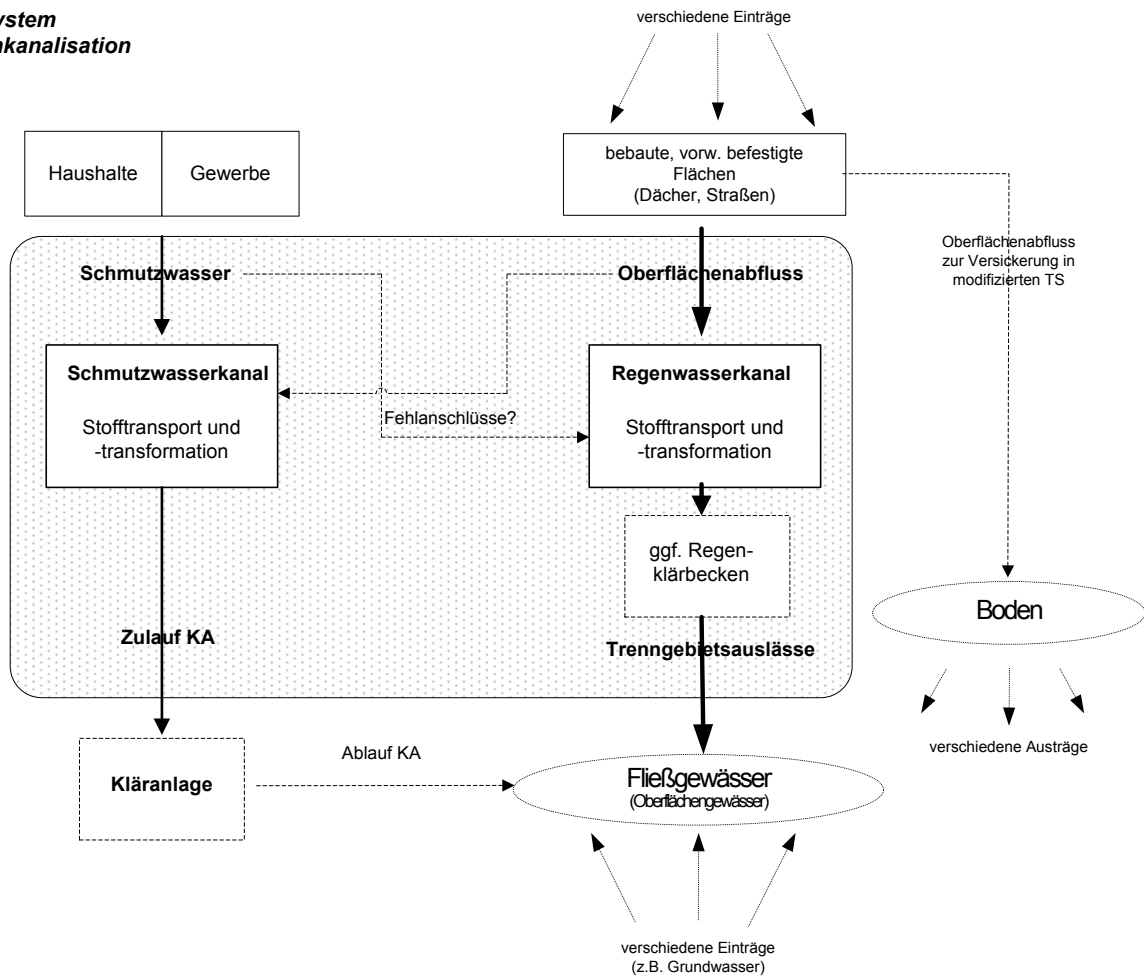 ystem
kanalisation
verschiedene Einträge
Haushalte
Gewerbe
bebaute, vorw. befestigte
Flächen
(Dächer, Straßen)
Schmutzwasser
Oberflächenabfluss
Oberflächenabfluss
zur Versickerung in
modifizierten TS
Schmutzwasserkanal
Stofftransport und
-transformation
Fehlanschlüsse?
Regenwasserkanal
Stofftransport und
-transformation
ggf. Regen-
klärbecken
Boden
Zulauf KA
Trenngebietsauslässe
verschiedene Austräge
Kläranlage
Ablauf KA
Fließgewässer
(Oberflächengewässer)
verschiedene Einträge
(z.B. Grundwasser)